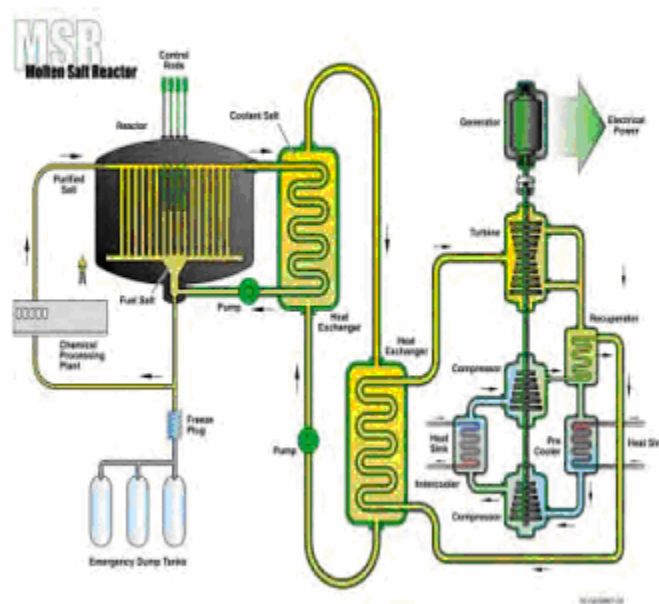 MSR
Molten Salt Reactor
Control
Rods
Reactor
Coolant Salt
Generator
Electrical
Power
Purified
Salt
Turbine
Fuel Salt
Pump
Heat
Exchanger
Chemical
Processing
Plant
Heat
Exchanger
Recuperator
Compressor
Freeze
Plug
Pump
Heat
Sink
Pre
Cooler
Heat Sink
Intercooler
Compressor
Emergency Dump Tanks